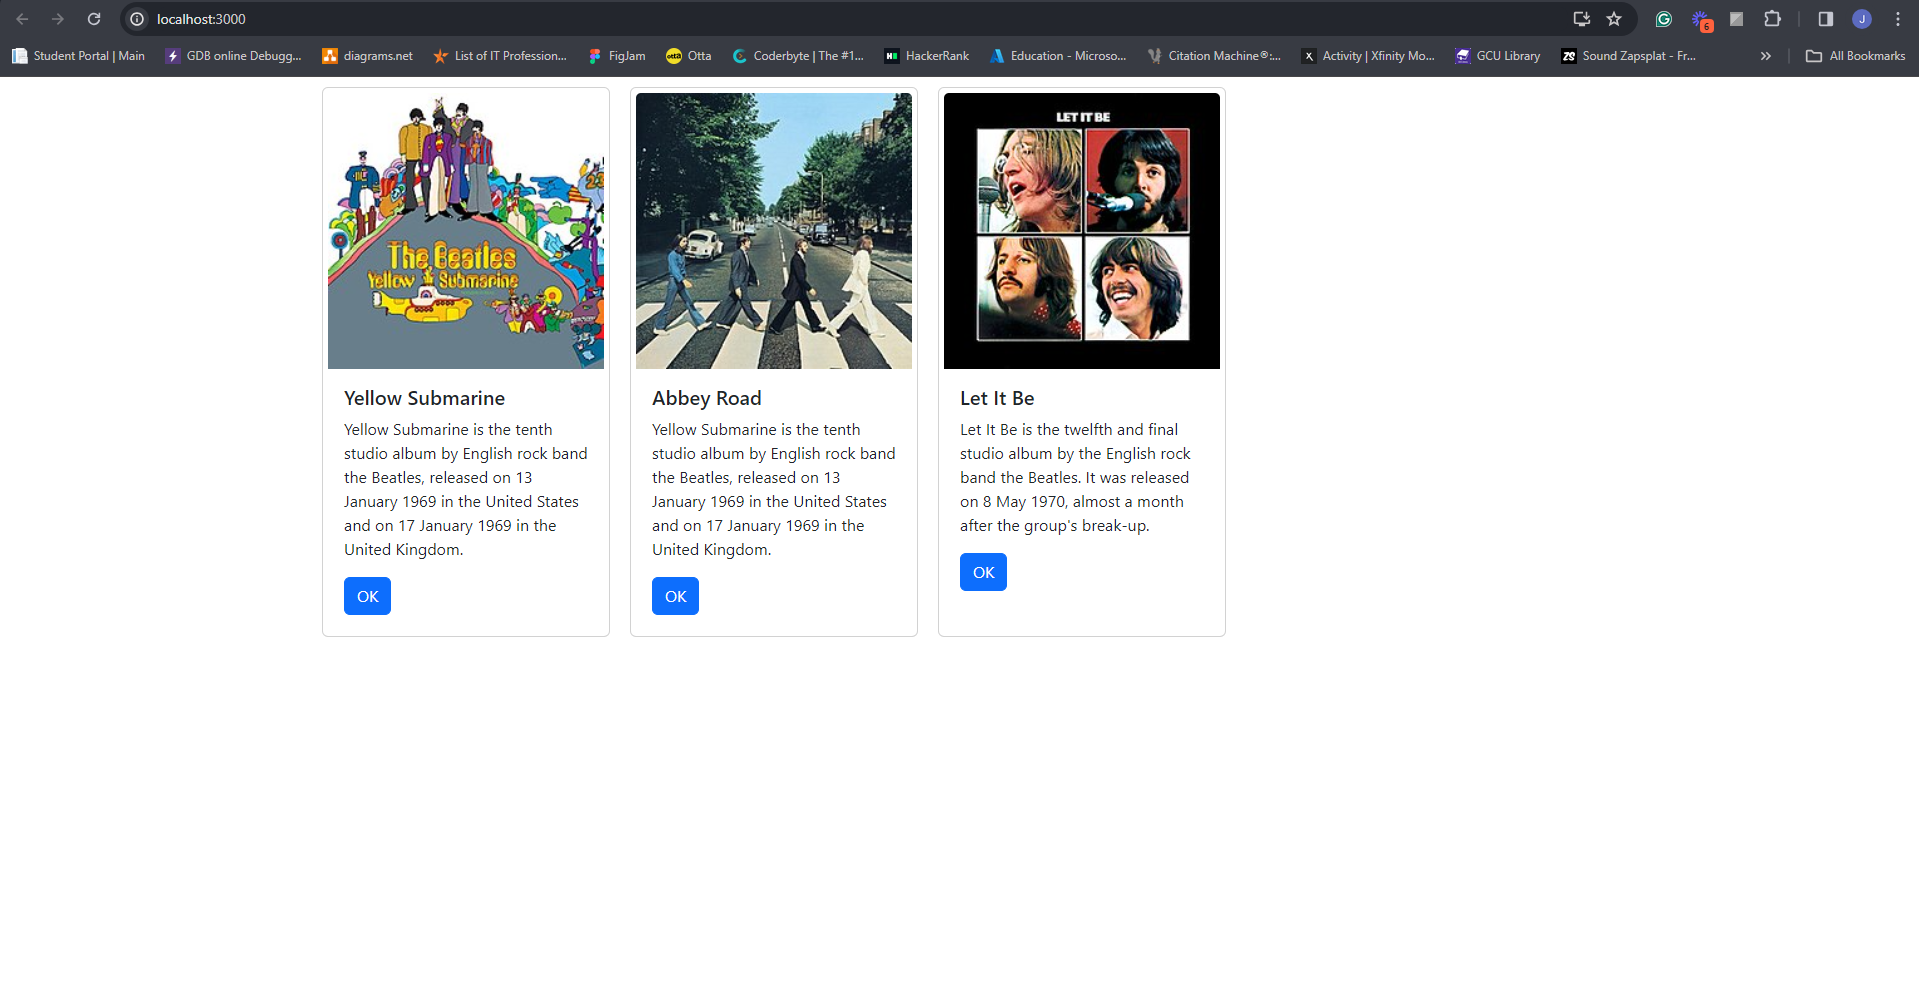 localhost:3000
6
J
Student Portal | Main
GDB online Debugg...
diagrams.net
List of IT Profession...
FigJam
otta
Otta
Coderbyte | The #1...
HackerRank
Education - Microso...
Citation Machine®:...
X
Activity | Xfinity Mo...
GCU Library
ZS
Sound Zapsplat - Fr...
All Bookmarks
The Beatles
Yellow Submarine
LET IT BE
Yellow Submarine
Yellow Submarine is the tenth
studio album by English rock band
the Beatles, released on 13
January 1969 in the United States
and on 17 January 1969 in the
United Kingdom.
OK
Abbey Road
Yellow Submarine is the tenth
studio album by English rock band
the Beatles, released on 13
January 1969 in the United States
and on 17 January 1969 in the
United Kingdom.
OK
Let It Be
Let It Be is the twelfth and final
studio album by the English rock
band the Beatles. It was released
on 8 May 1970, almost a month
after the group's break-up.
OK